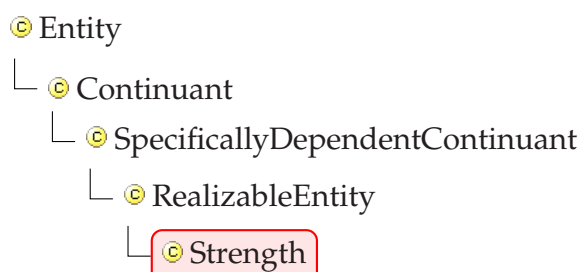 Entity
Continuant
SpecificallyDependentContinuant
RealizableEntity
Strength